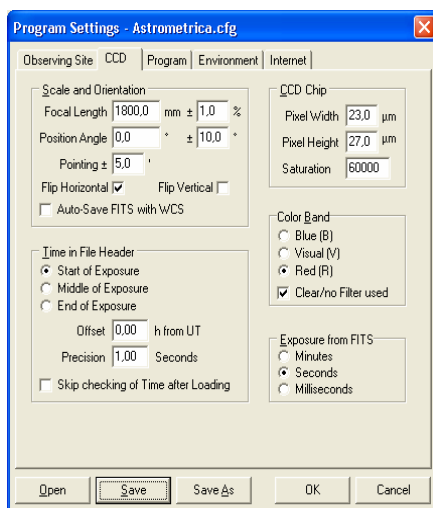 Program Settings - Astrometrica.cfg
Observing Site CCD Program Environment Internet
Scale and Orientation
Focal Length 1800,0 mm ± 1,0 %
Position Angle 0,0 ° ± 10,0 °
Pointing ± 5,0 '
Flip Horizontal Flip Vertical
Auto-Save FITS with WCS
Time in File Header
Start of Exposure
Middle of Exposure
End of Exposure
Offset 0,00 h from UT
Precision 1,00 Seconds
Skip checking of Time after Loading
CCD Chip
Pixel Width 23,0 µm
Pixel Height 27,0 µm
Saturation 60000
Color Band
Blue (B)
Visual (V)
Red (R)
Clear/no Filter used
Exposure from FITS
Minutes
Seconds
Milliseconds
Open Save Save As OK Cancel